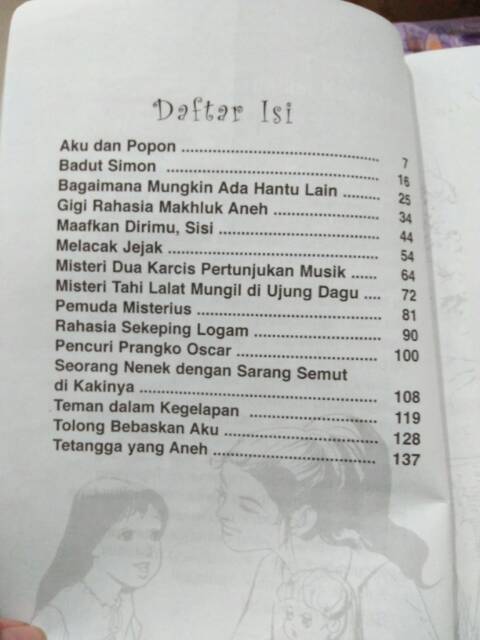 Daftar Isi
Aku dan Popon ........................................ 7
Badut Simon ........................................... 16
Bagaimana Mungkin Ada Hantu Lain ........ 25
Gigi Rahasia Makhluk Aneh ...................... 34
Maafkan Dirimu, Sisi ................................. 44
Melacak Jejak ........................................... 54
Misteri Dua Karcis Pertunjukan Musik ...... 64
Misteri Tahi Lalat Mungil di Ujung Dagu .... 72
Pemuda Misterius ..................................... 81
Rahasia Sekeping Logam ......................... 90
Pencuri Prangko Oscar ............................. 100
Seorang Nenek dengan Sarang Semut
di Kakinya ................................................ 108
Teman dalam Kegelapan .......................... 119
Tolong Bebaskan Aku ............................... 128
Tetangga yang Aneh ................................. 137